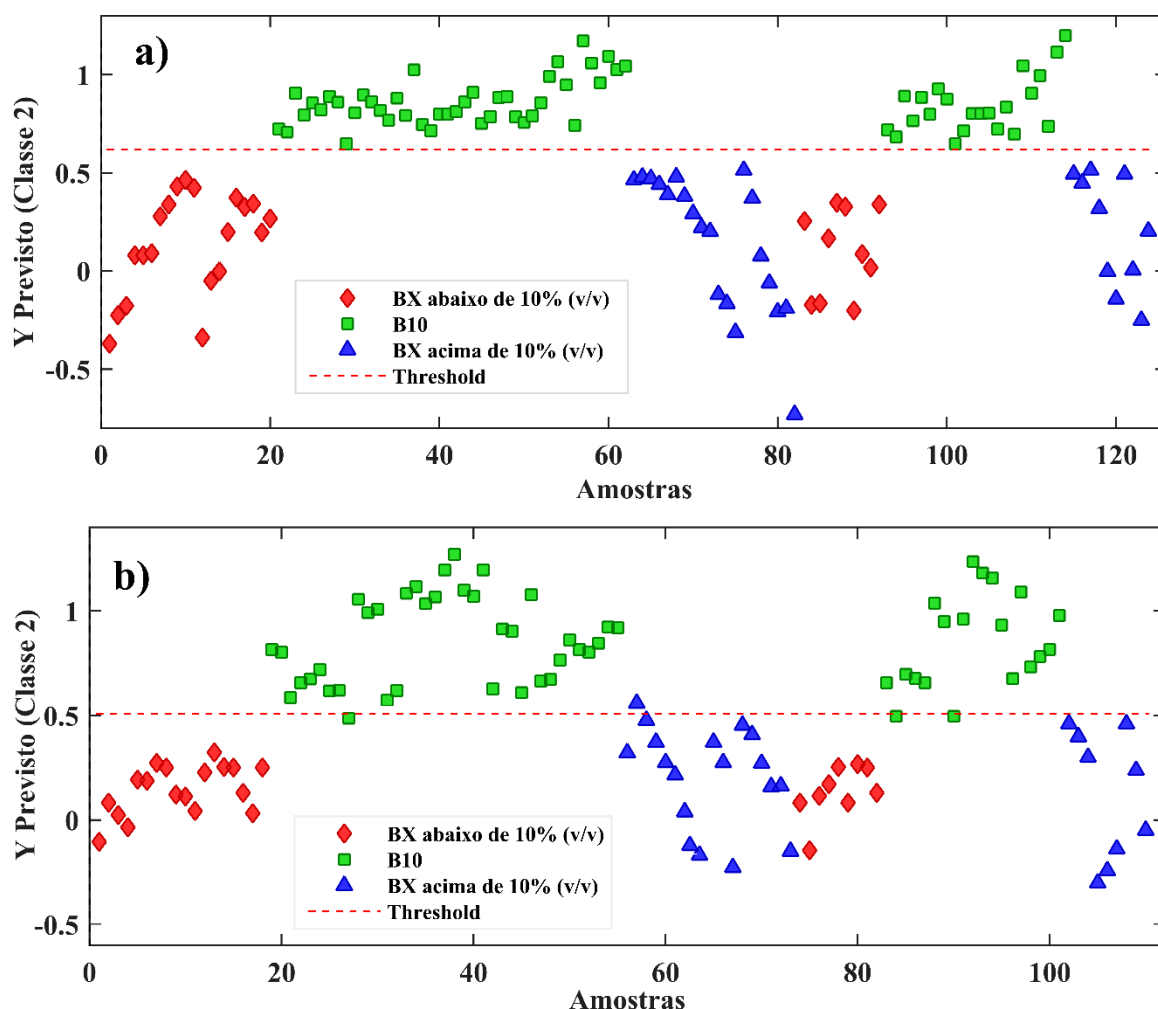 a)
Y Previsto (Classe 2)
1
0.5
0
-0.5
BX abaixo de 10% (v/v)
B10
BX acima de 10% (v/v)
Threshold
0 20 40 60 80 100 120
Amostras
b)
Y Previsto (Classe 2)
1
0.5
0
-0.5
BX abaixo de 10% (v/v)
B10
BX acima de 10% (v/v)
Threshold
0 20 40 60 80 100
Amostras